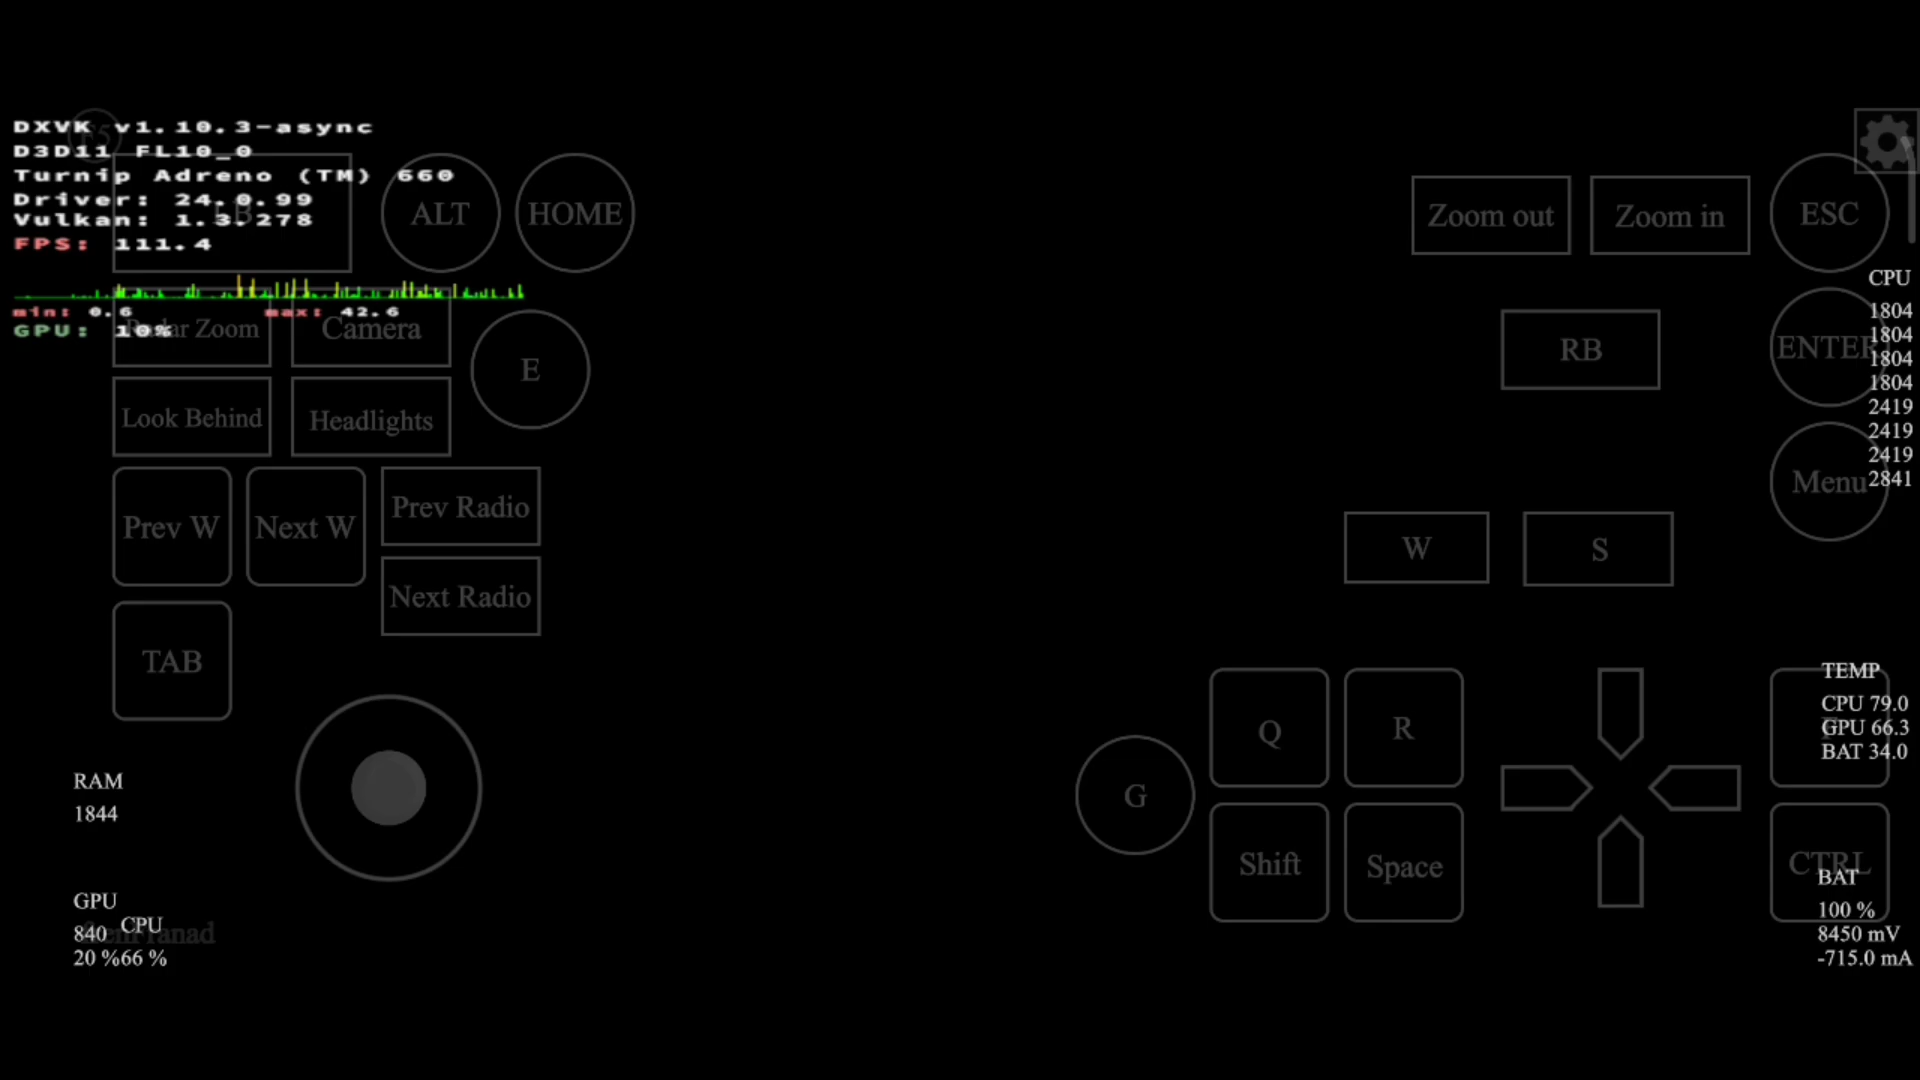 DXVK v1.10.3-async
D3D11 FL10_0
Turnip Adreno (TM) 660
Driver: 24.0.99
Vulkan: 1.3.278
FPS: 111.4
min: 0.6 max: 42.6
GPU: 10%
ALT
HOME
Zoom out
Zoom in
ESC
Zoom
Camera
E
RB
ENTER
Look Behind
Headlights
Menu
CPU
1804
1804
1804
1804
2419
2419
2419
2841
Prev W
Next W
Prev Radio
Next Radio
W
S
TAB
Q
R
G
Shift
Space
CTRL
TEMP
CPU 79.0
GPU 66.3
BAT 34.0
RAM
1844
GPU
840
20 %
CPU
66 %
BAT
100 %
8450 mV
-715.0 mA